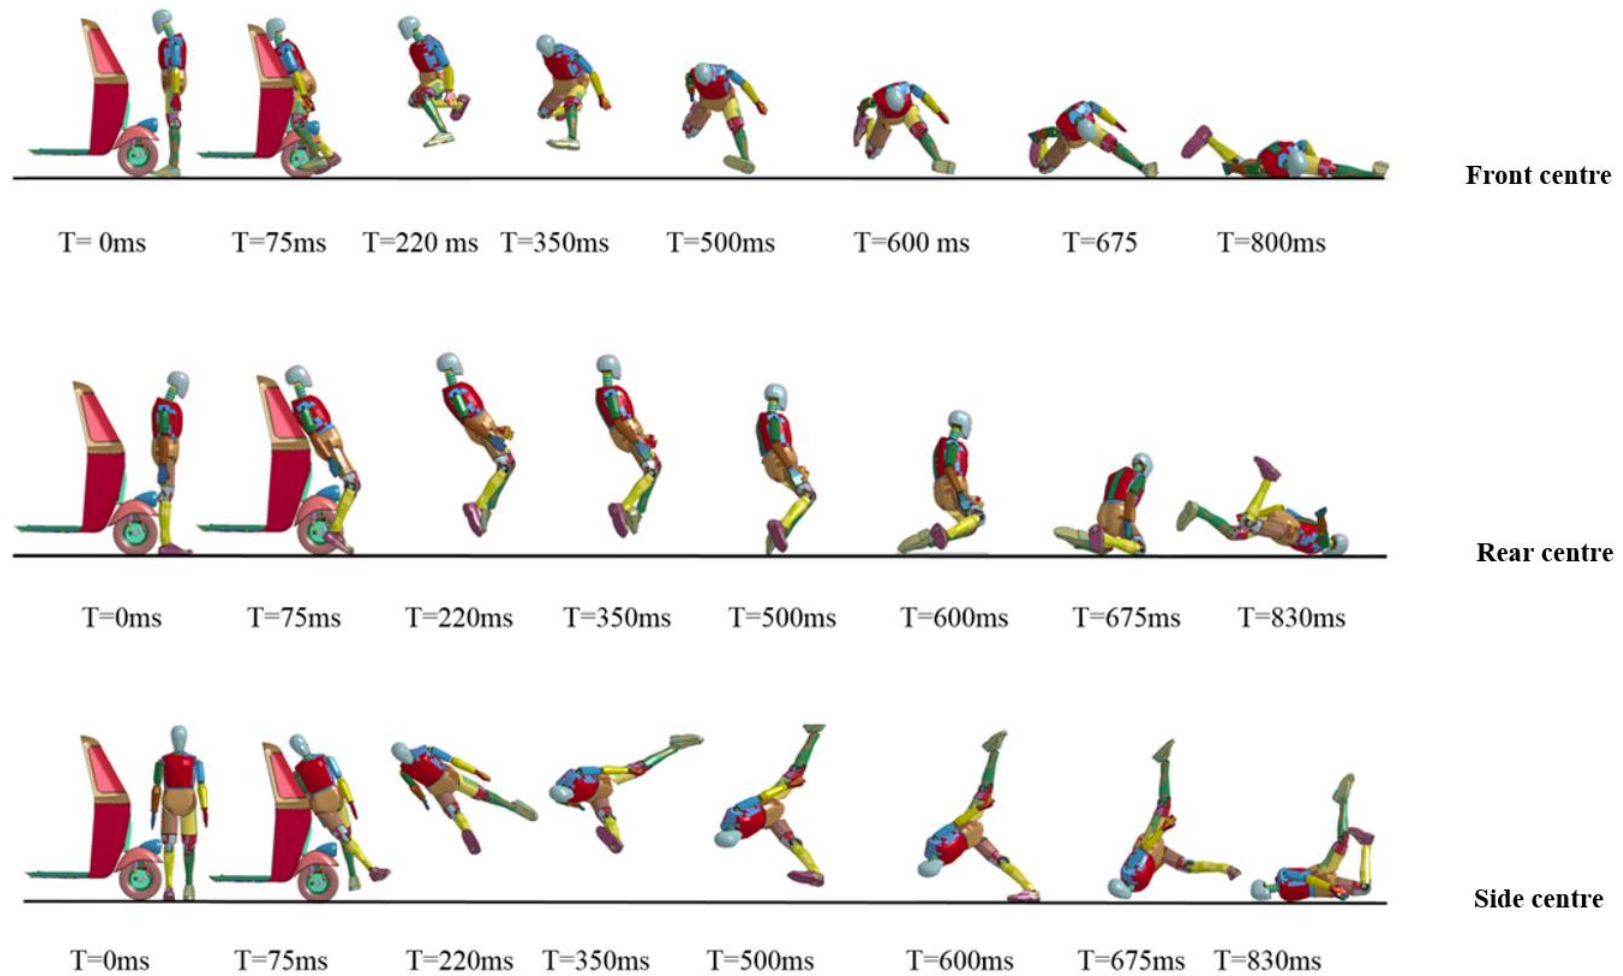 Front centre
T= 0ms T=75ms T=220 ms T=350ms T=500ms T=600 ms T=675 T=800ms
Rear centre
T=0ms T=75ms T=220ms T=350ms T=500ms T=600ms T=675ms T=830ms
Side centre
T=0ms T=75ms T=220ms T=350ms T=500ms T=600ms T=675ms T=830ms